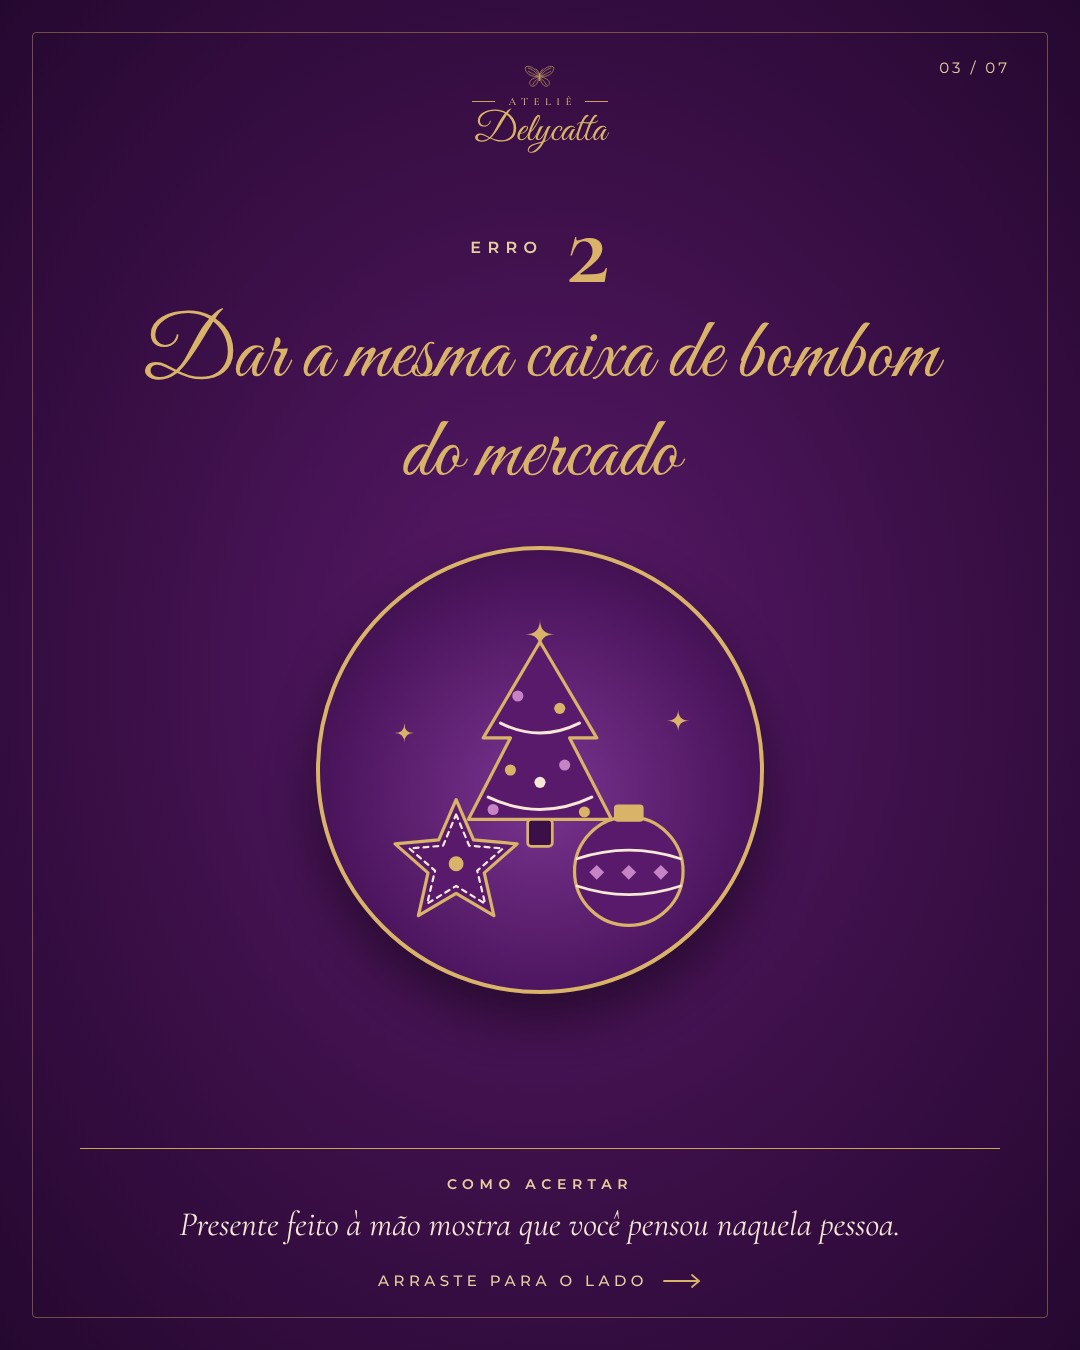 03 / 07
ATELIÊ
Delycatta
ERRO 2
Dar a mesma caixa de bombom
do mercado
COMO ACERTAR
Presente feito à mão mostra que você pensou naquela pessoa.
ARRASTE PARA O LADO